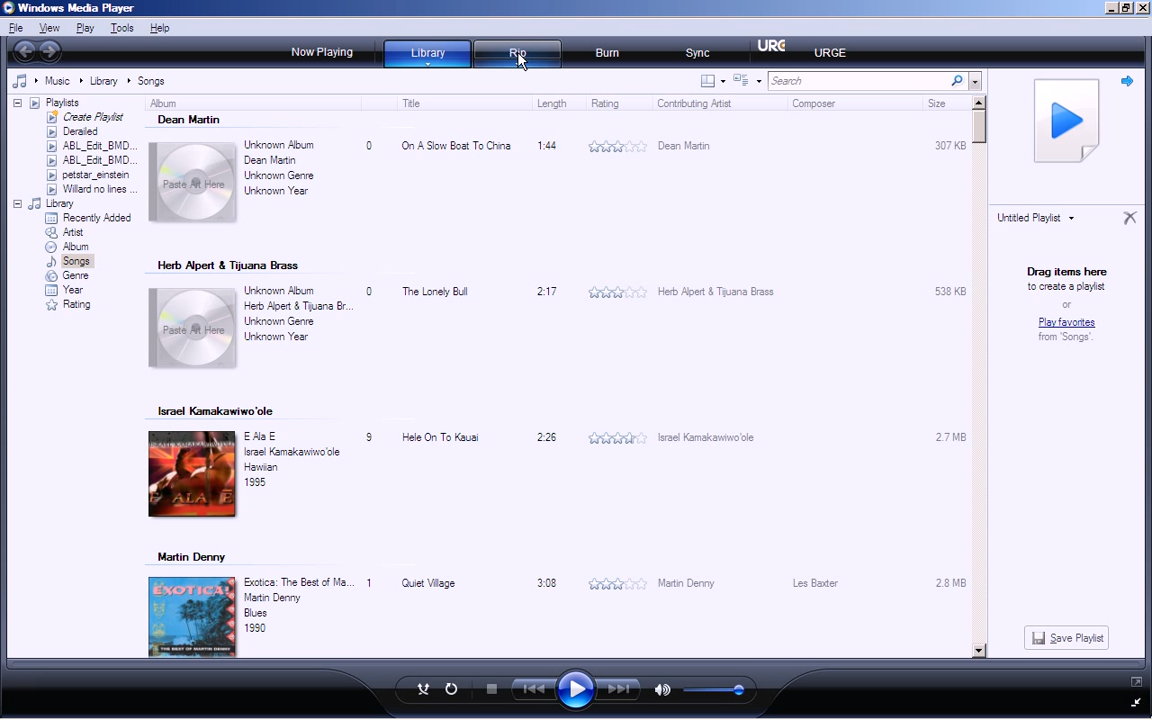 Windows Media Player
File View Play Tools Help
Now Playing Library Rip Burn Sync URGE URGE
Music Library Songs Search
Album Title Length Rating Contributing Artist Composer Size
Playlists
Create Playlist
Derailed
ABL_Edit_BMD...
ABL_Edit_BMD...
petstar_einstein
Willard no lines ...
Library
Recently Added
Artist
Album
Songs
Genre
Year
Rating
Dean Martin
Paste Art Here
Unknown Album 0 On A Slow Boat To China 1:44 Dean Martin 307 KB
Dean Martin
Unknown Genre
Unknown Year
Herb Alpert & Tijuana Brass
Paste Art Here
Unknown Album 0 The Lonely Bull 2:17 Herb Alpert & Tijuana Brass 538 KB
Herb Alpert & Tijuana Br...
Unknown Genre
Unknown Year
Israel Kamakawiwo'ole
E Ala E 9 Hele On To Kauai 2:26 Israel Kamakawiwo'ole 2.7 MB
Israel Kamakawiwo'ole
Hawiian
1995
E ALA E
Martin Denny
Exotica: The Best of Ma... 1 Quiet Village 3:08 Martin Denny Les Baxter 2.8 MB
Martin Denny
Blues
1990
EXOTICA!
THE BEST OF MARTIN DENNY
Untitled Playlist
Drag items here
to create a playlist
or
Play favorites
from 'Songs'.
Save Playlist